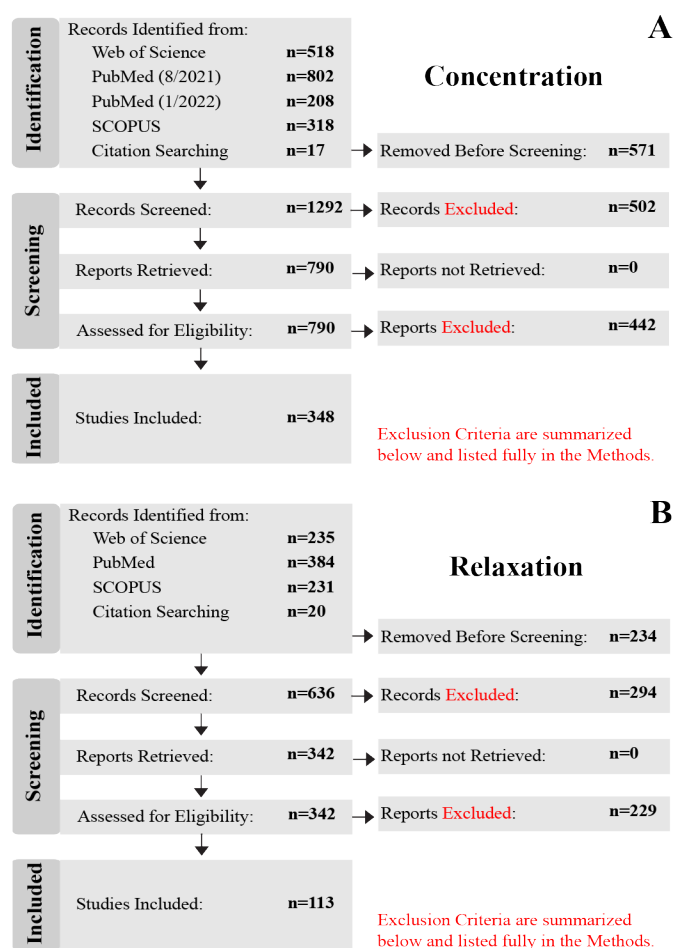 A
Concentration
Identification
Records Identified from:
Web of Science n=518
PubMed (8/2021) n=802
PubMed (1/2022) n=208
SCOPUS n=318
Citation Searching n=17
Removed Before Screening: n=571
Screening
Records Screened: n=1292
Records Excluded: n=502
Reports Retrieved: n=790
Reports not Retrieved: n=0
Assessed for Eligibility: n=790
Reports Excluded: n=442
Included
Studies Included: n=348
Exclusion Criteria are summarized
below and listed fully in the Methods.
B
Relaxation
Identification
Records Identified from:
Web of Science n=235
PubMed n=384
SCOPUS n=231
Citation Searching n=20
Removed Before Screening: n=234
Screening
Records Screened: n=636
Records Excluded: n=294
Reports Retrieved: n=342
Reports not Retrieved: n=0
Assessed for Eligibility: n=342
Reports Excluded: n=229
Included
Studies Included: n=113
Exclusion Criteria are summarized
below and listed fully in the Methods.